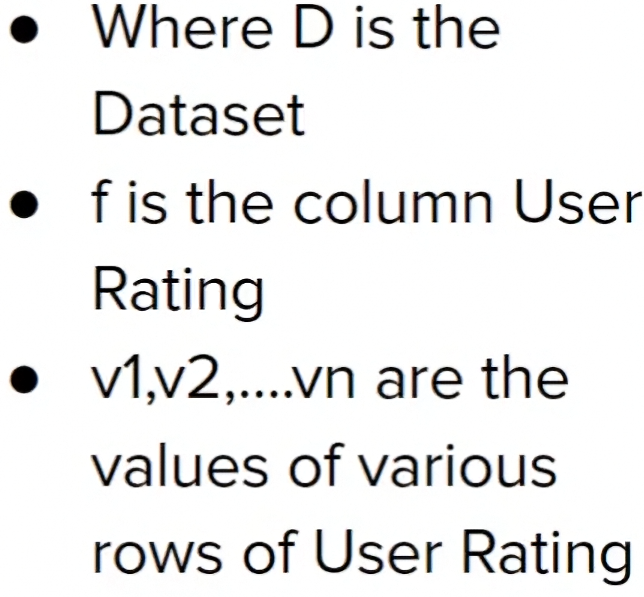 ● Where D is the
Dataset
● f is the column User
Rating
● v1,v2,....vn are the
values of various
rows of User Rating